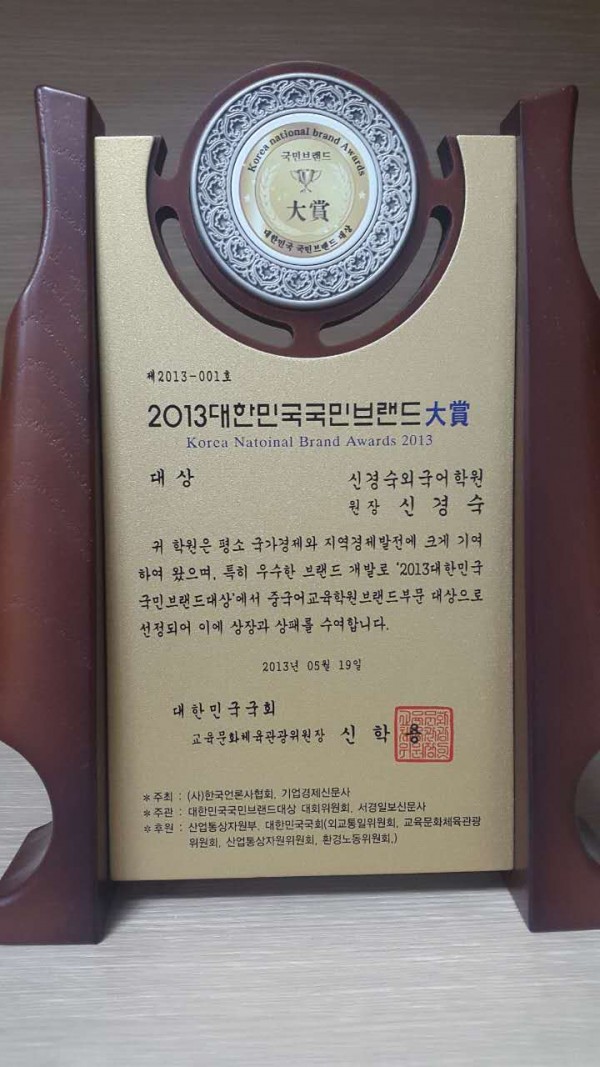 Korea national brand Awards
국민브랜드
大賞
대한민국 국민브랜드 대상
제2013-001호
2013대한민국국민브랜드大賞
Korea Natoinal Brand Awards 2013
대상 신경숙외국어학원
원장 신경숙
귀 학원은 평소 국가경제와 지역경제발전에 크게 기여
하여 왔으며, 특히 우수한 브랜드 개발로 '2013대한민국
국민브랜드대상'에서 중국어교육학원브랜드부문 대상으로
선정되어 이에 상장과 상패를 수여합니다.
2013년 05월 19일
대한민국국회
교육문화체육관광위원장 신학용
*주최 : (사)한국언론사협회, 기업경제신문사
*주관 : 대한민국국민브랜드대상 대회위원회, 서경일보신문사
*후원 : 산업통상자원부, 대한민국국회(외교통일위원회, 교육문화체육관광
위원회, 산업통상자원위원회, 환경노동위원회,)